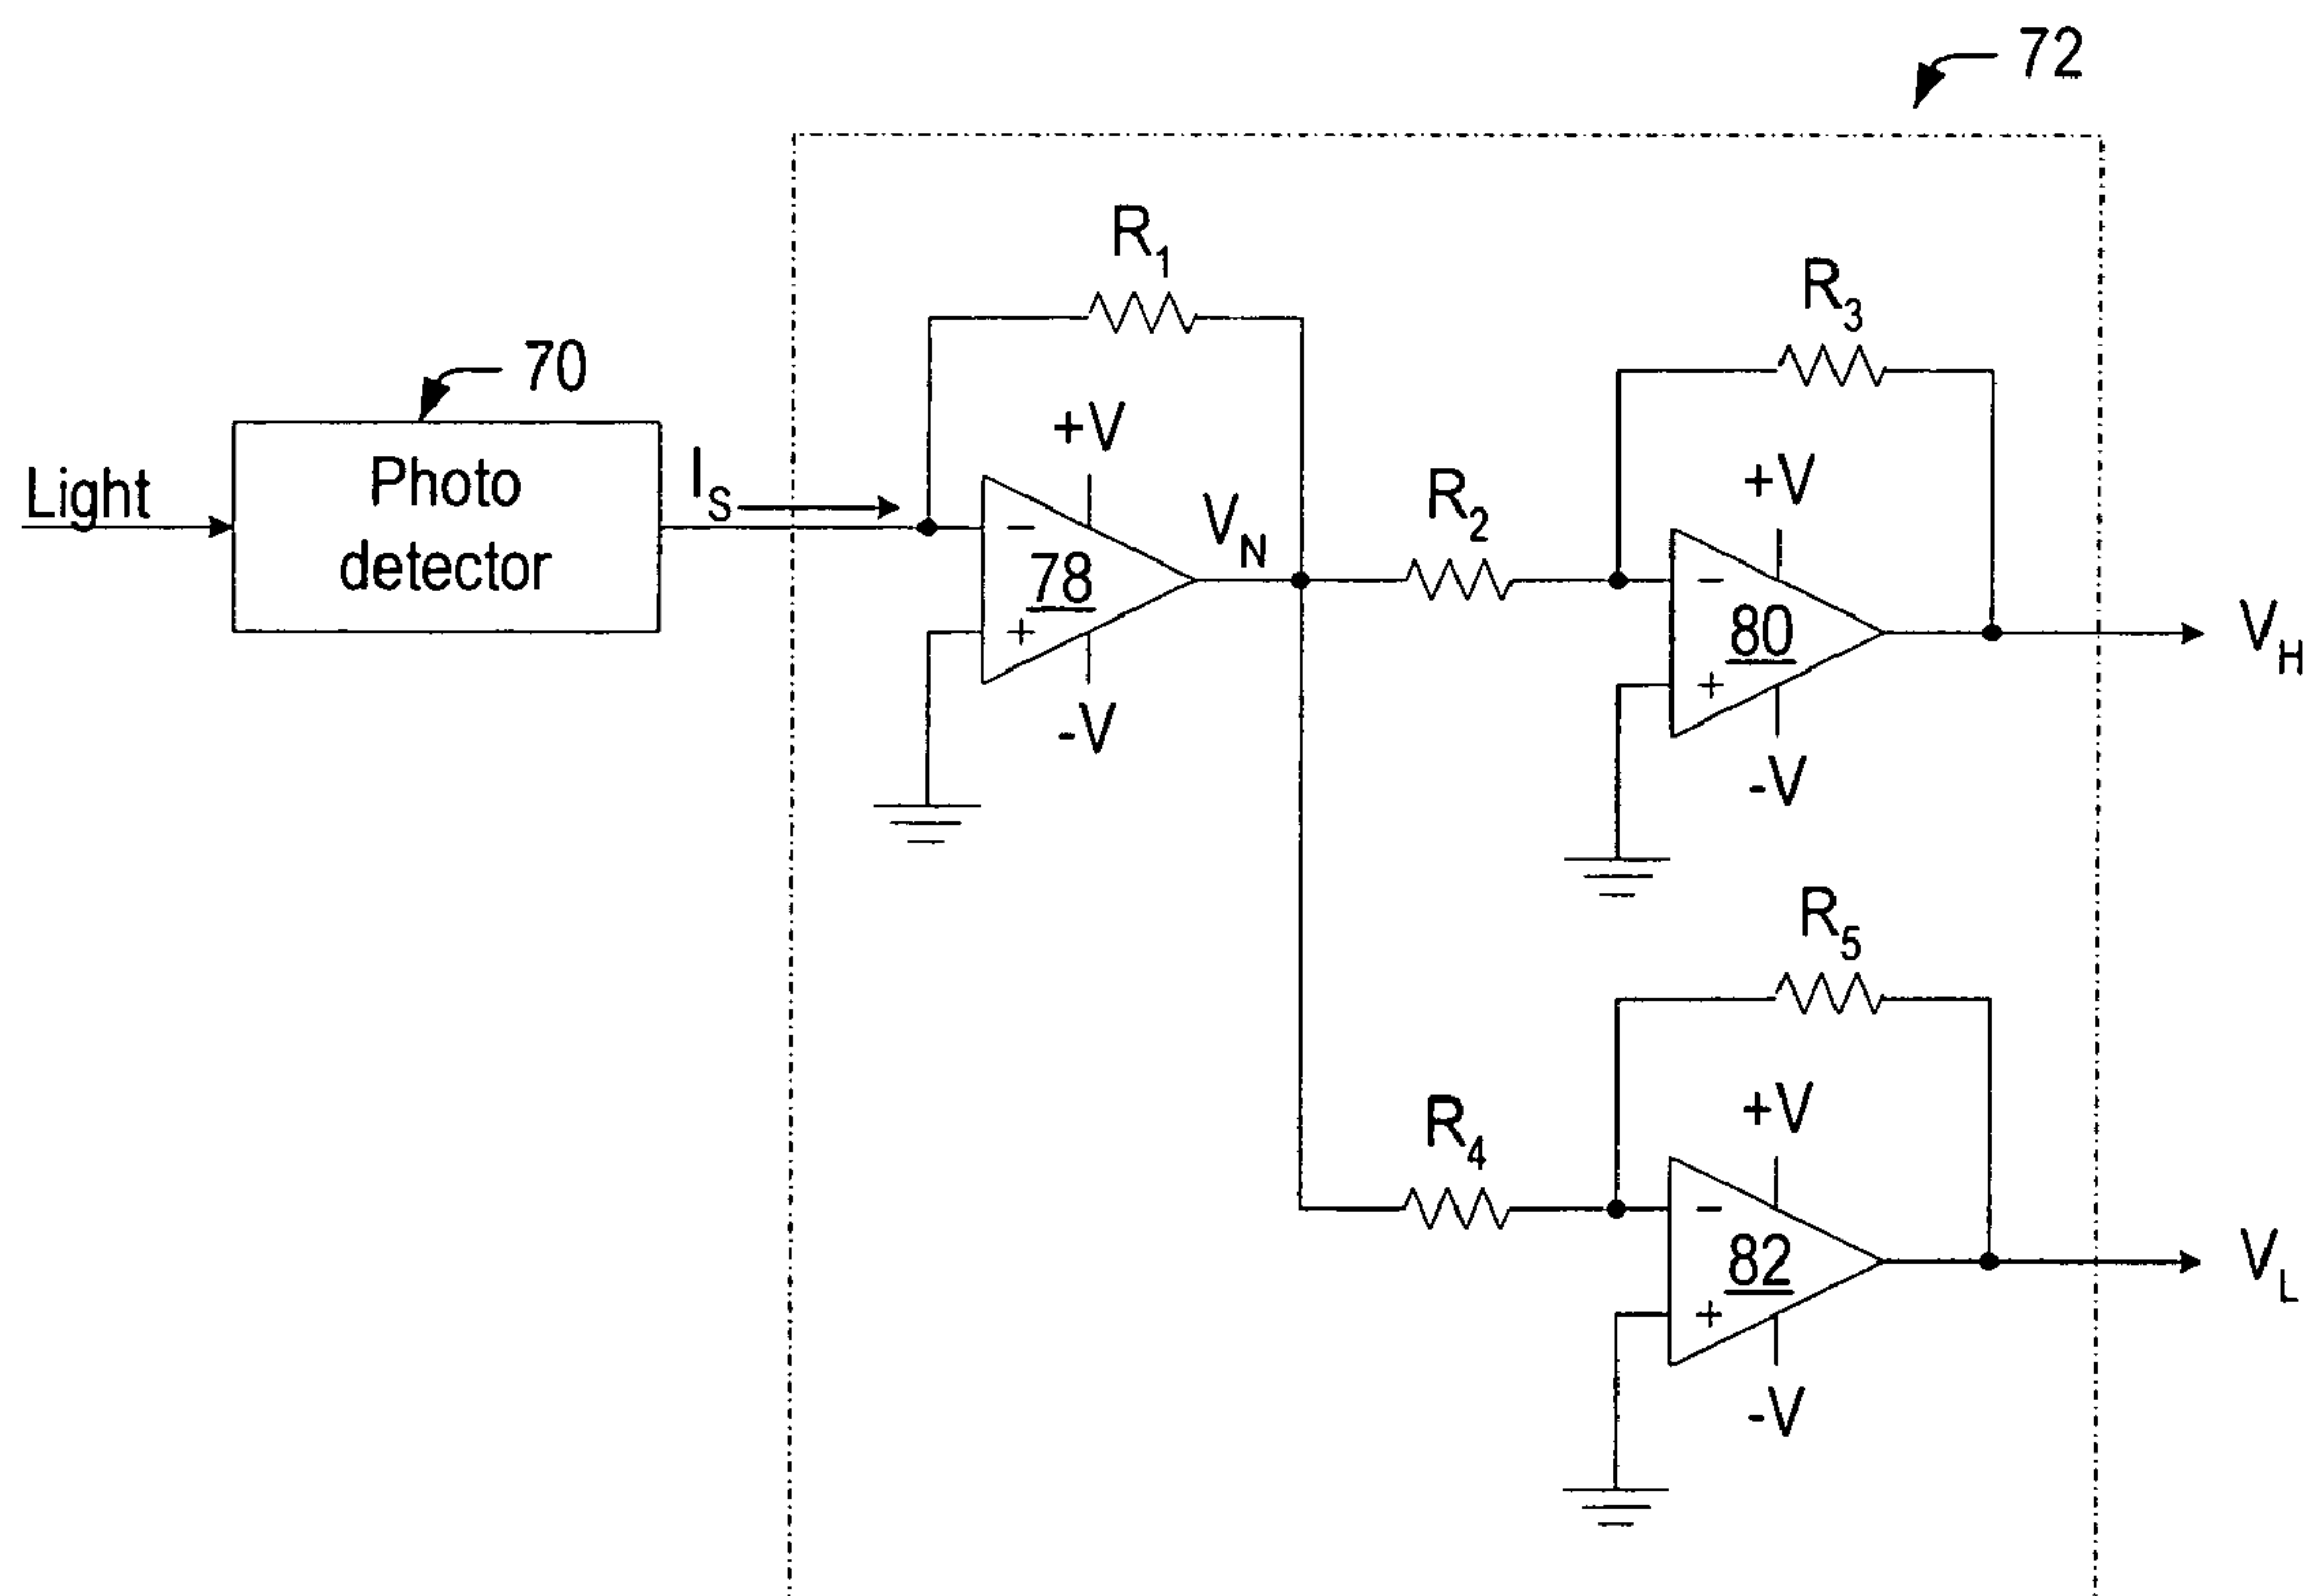 72
R1
R3
70
+V
Light
Photo
detector
IS
VN
R2
+V
-
78
+
-V
-
80
+
-V
VH
R5
R4
+V
-
82
+
-V
VL